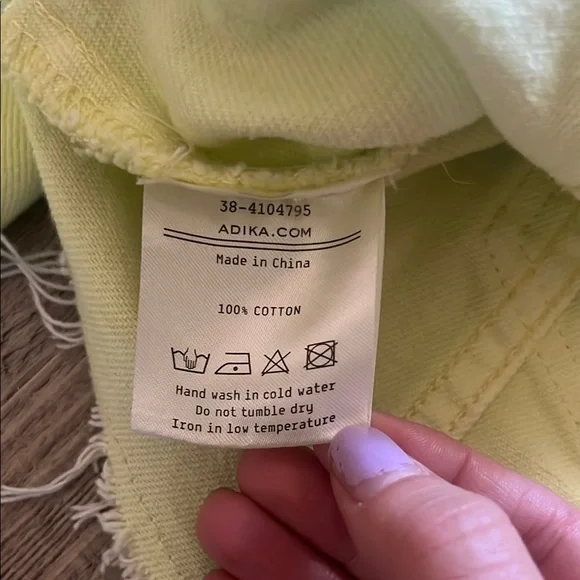 38-4104795
ADIKA.COM
Made in China
100% COTTON
Hand wash in cold water
Do not tumble dry
Iron in low temperature